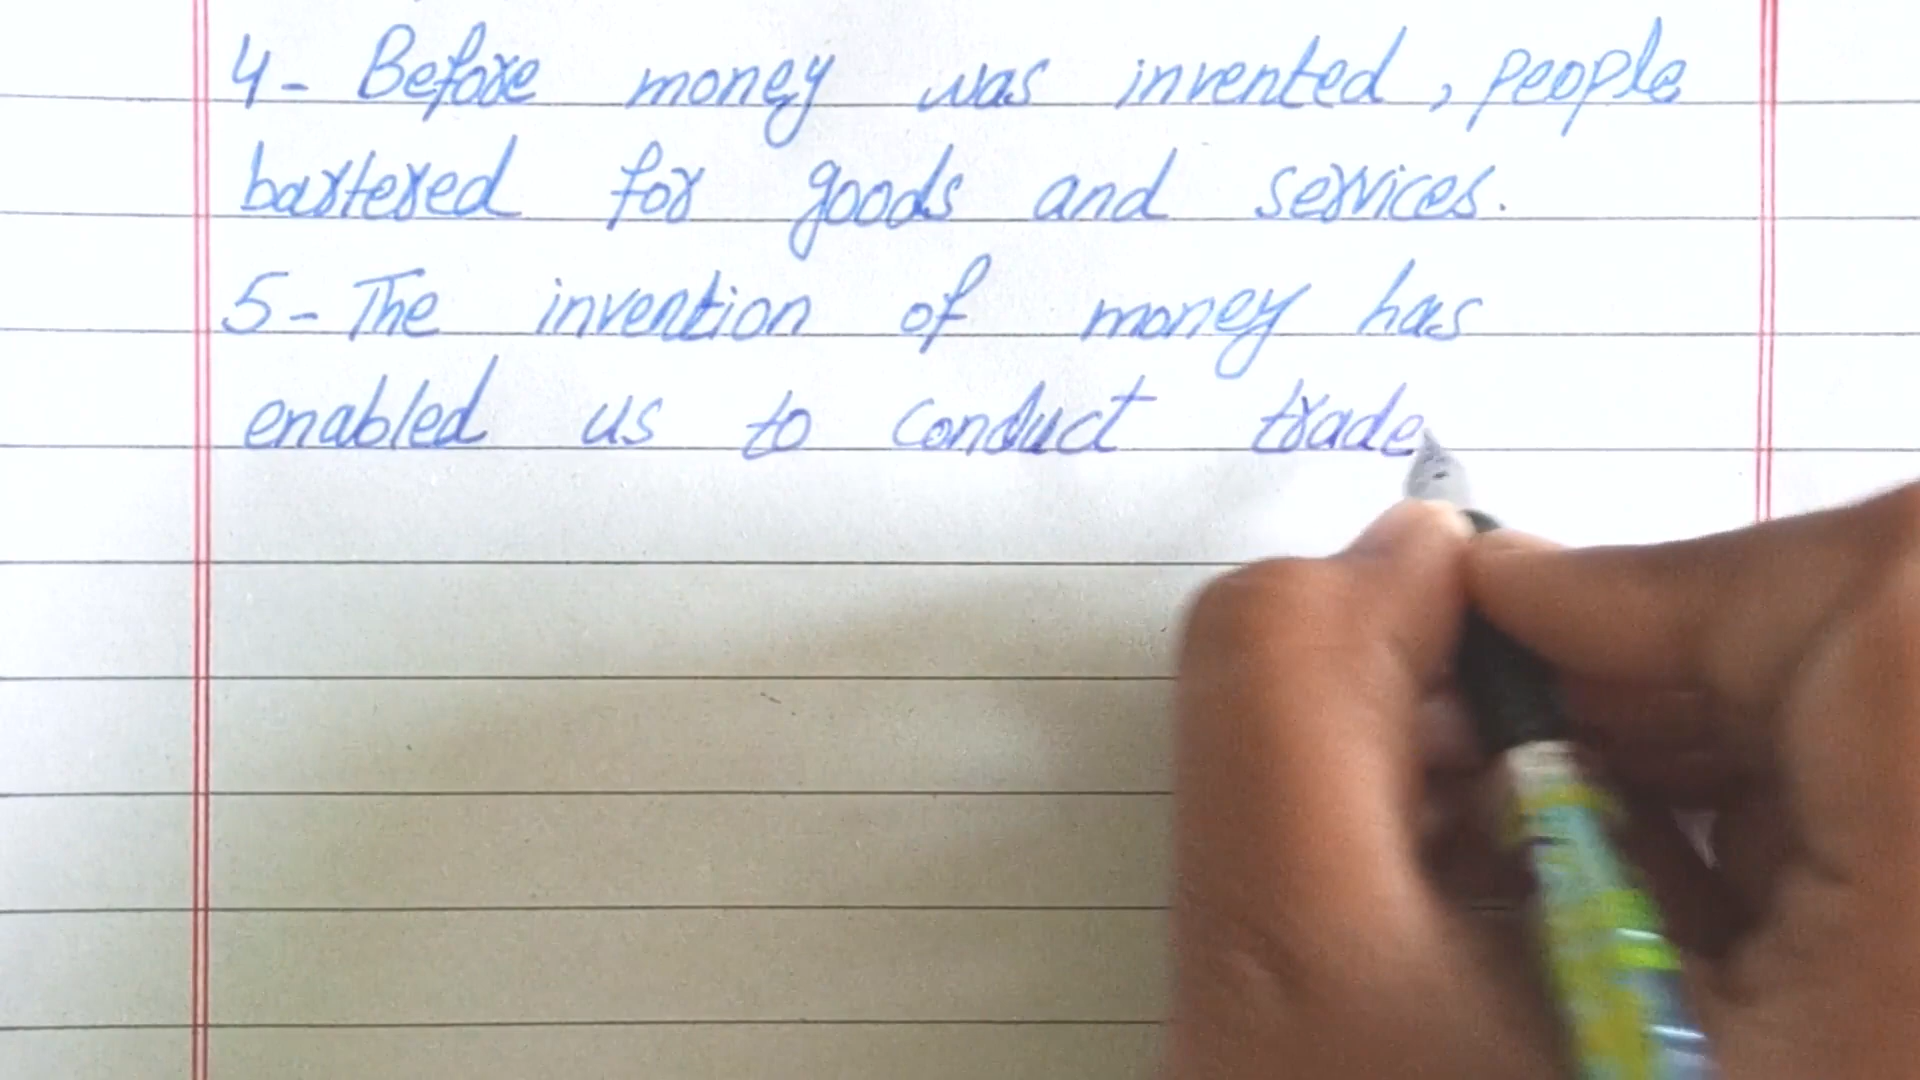 4- Before money was invented, people
bartered for goods and services.
5- The invention of money has
enabled us to conduct trade